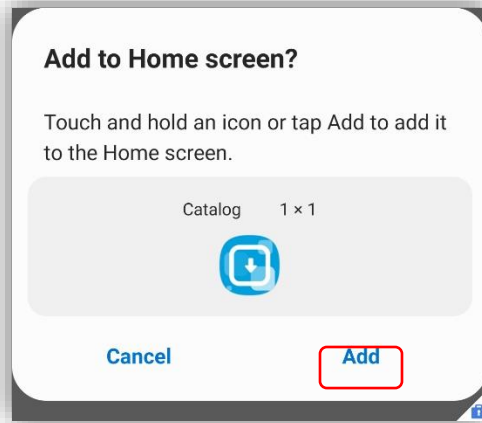 Add to Home screen?
Touch and hold an icon or tap Add to add it
to the Home screen.
Catalog 1 × 1
Cancel Add